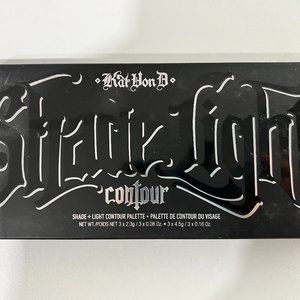 Kat Von D
Shade+Light
contour
SHADE + LIGHT CONTOUR PALETTE • PALETTE DE CONTOUR DU VISAGE
NET WT./POIDS NET 3 x 2.3g / 3 x 0.08 Oz. • 3 x 4.5g / 3 x 0.16 Oz.